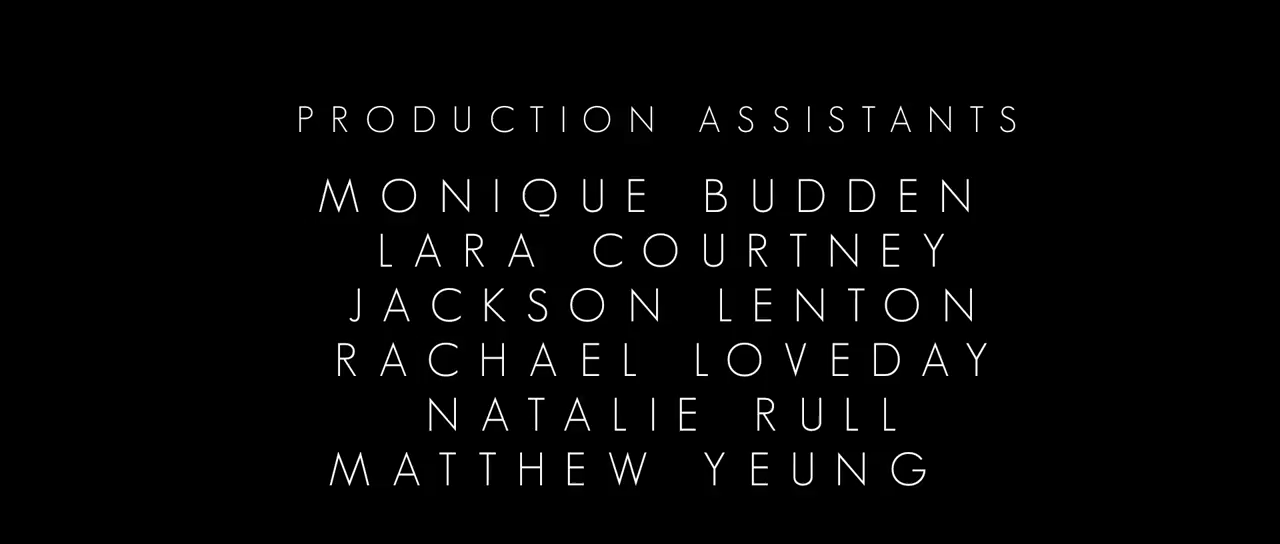 PRODUCTION ASSISTANTS
MONIQUE BUDDEN
LARA COURTNEY
JACKSON LENTON
RACHAEL LOVEDAY
NATALIE RULL
MATTHEW YEUNG